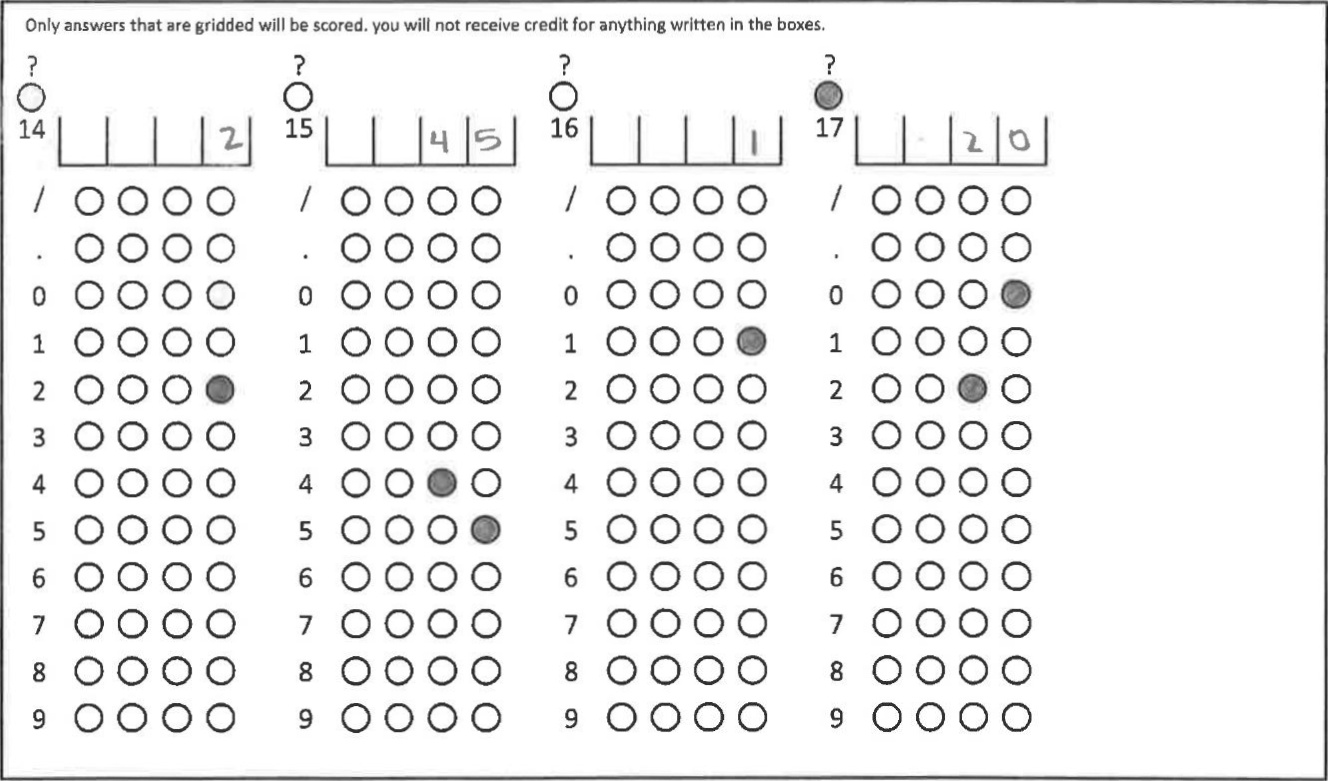 Only answers that are gridded will be scored. you will not receive credit for anything written in the boxes.
? ? ? ?
14 2 15 4 5 16 1 17 2 0
/ / / /
. . . .
0 0 0 0
1 1 1 1
2 2 2 2
3 3 3 3
4 4 4 4
5 5 5 5
6 6 6 6
7 7 7 7
8 8 8 8
9 9 9 9